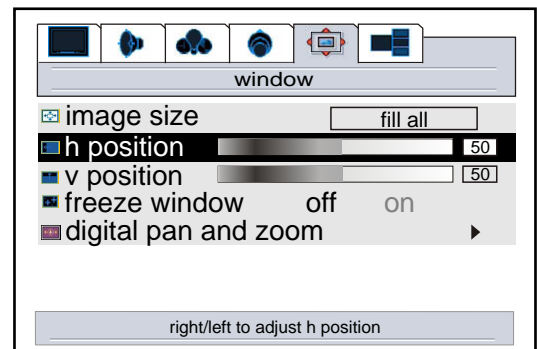 window
image size fill all
h position 50
v position 50
freeze window off on
digital pan and zoom
right/left to adjust h position